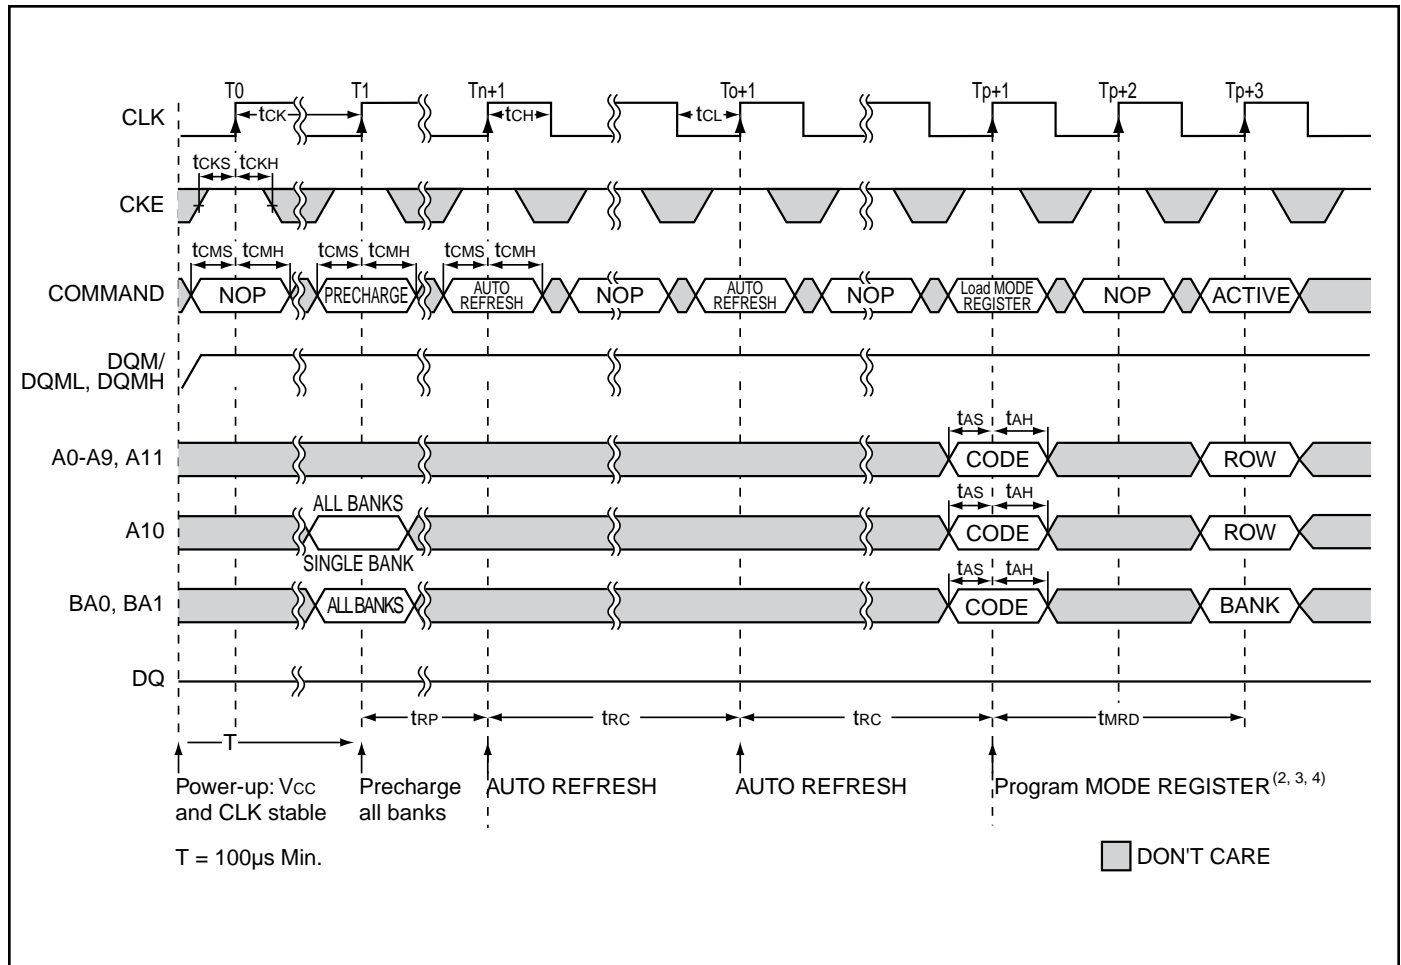 T0 T1 Tn+1 To+1 Tp+1 Tp+2 Tp+3
CLK tCK tCH tCL
tCKS tCKH
CKE
tCMS tCMH tCMS tCMH tCMS tCMH
COMMAND NOP PRECHARGE AUTO REFRESH NOP AUTO REFRESH NOP Load MODE REGISTER NOP ACTIVE
DQM/
DQML, DQMH
tAS tAH
A0-A9, A11 CODE ROW
ALL BANKS tAS tAH
A10 CODE ROW
SINGLE BANK tAS tAH
BA0, BA1 ALL BANKS CODE BANK
DQ
tRP tRC tRC tMRD
T
Power-up: VCC Precharge AUTO REFRESH AUTO REFRESH Program MODE REGISTER (2, 3, 4)
and CLK stable all banks
T = 100µs Min.
DON'T CARE